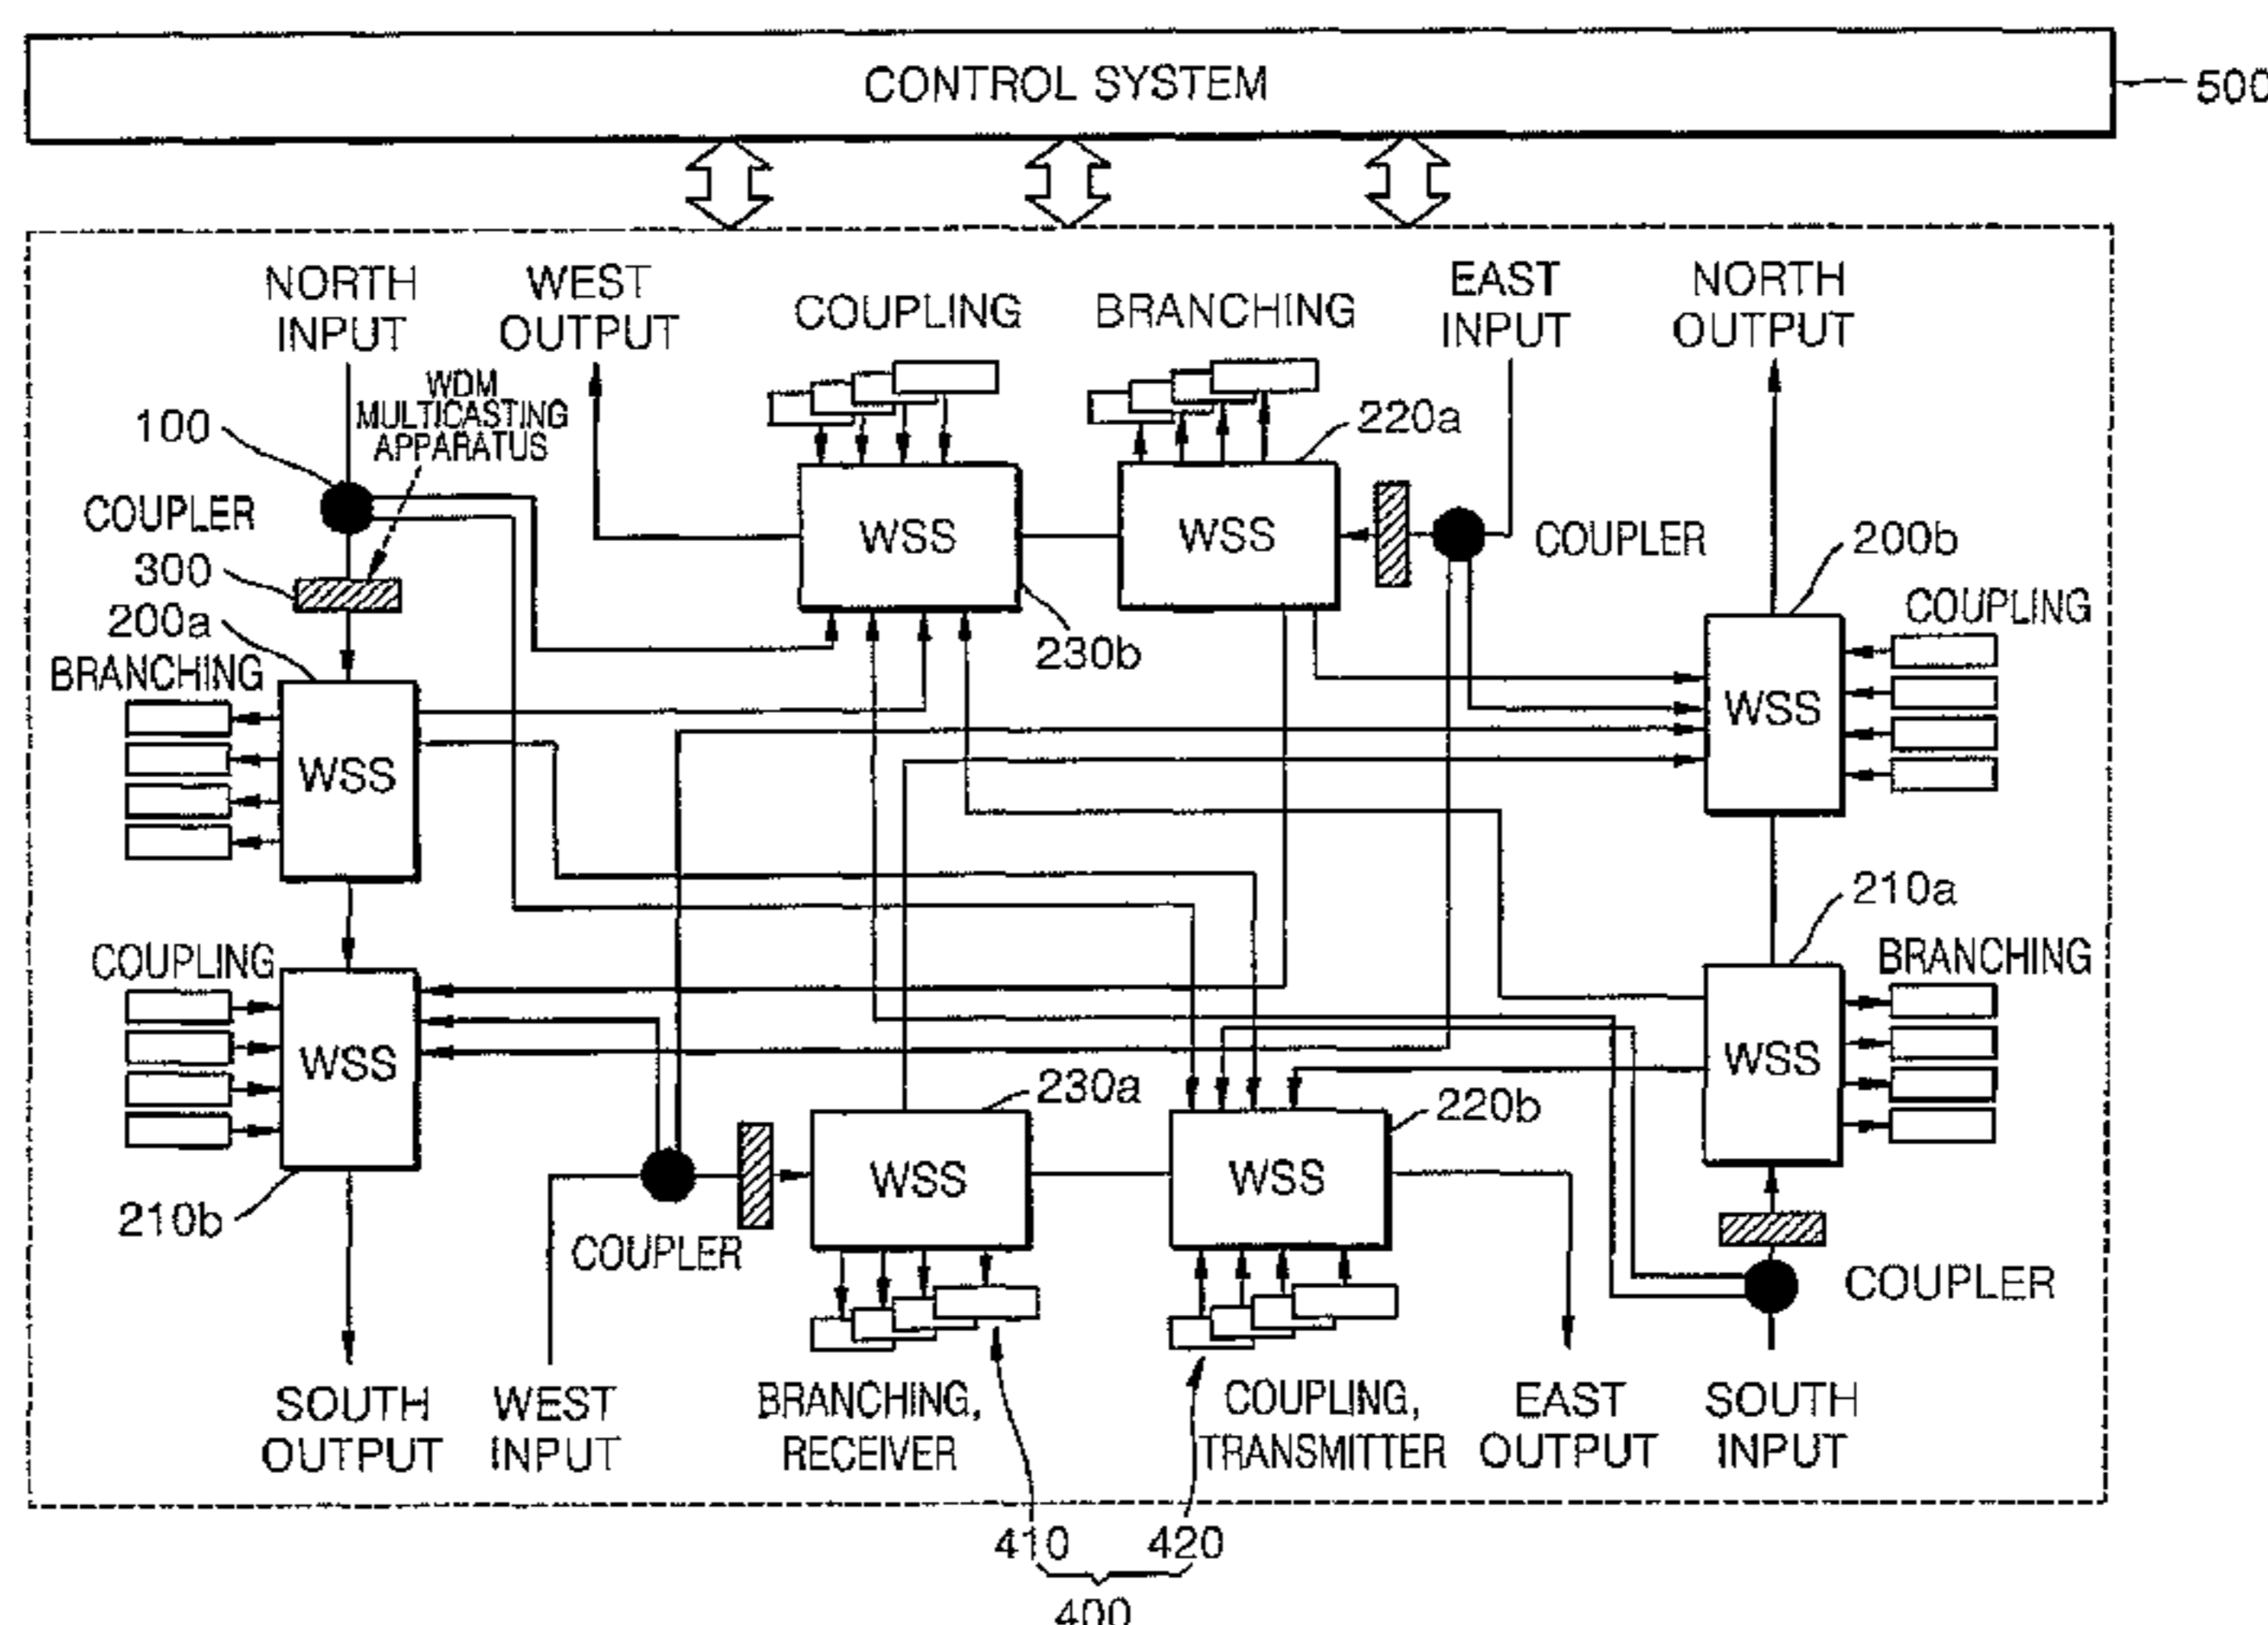 CONTROL SYSTEM
500
NORTH
INPUT
WEST
OUTPUT
COUPLING
BRANCHING
EAST
INPUT
NORTH
OUTPUT
WDM
MULTICASTING
APPARATUS
100
220a
COUPLER
WSS
WSS
COUPLER
200b
300
200a
230b
COUPLING
BRANCHING
WSS
WSS
210a
COUPLING
BRANCHING
WSS
WSS
230a
220b
WSS
WSS
210b
COUPLER
COUPLER
SOUTH
OUTPUT
WEST
INPUT
BRANCHING,
RECEIVER
COUPLING,
TRANSMITTER
EAST
OUTPUT
SOUTH
INPUT
410
420
400